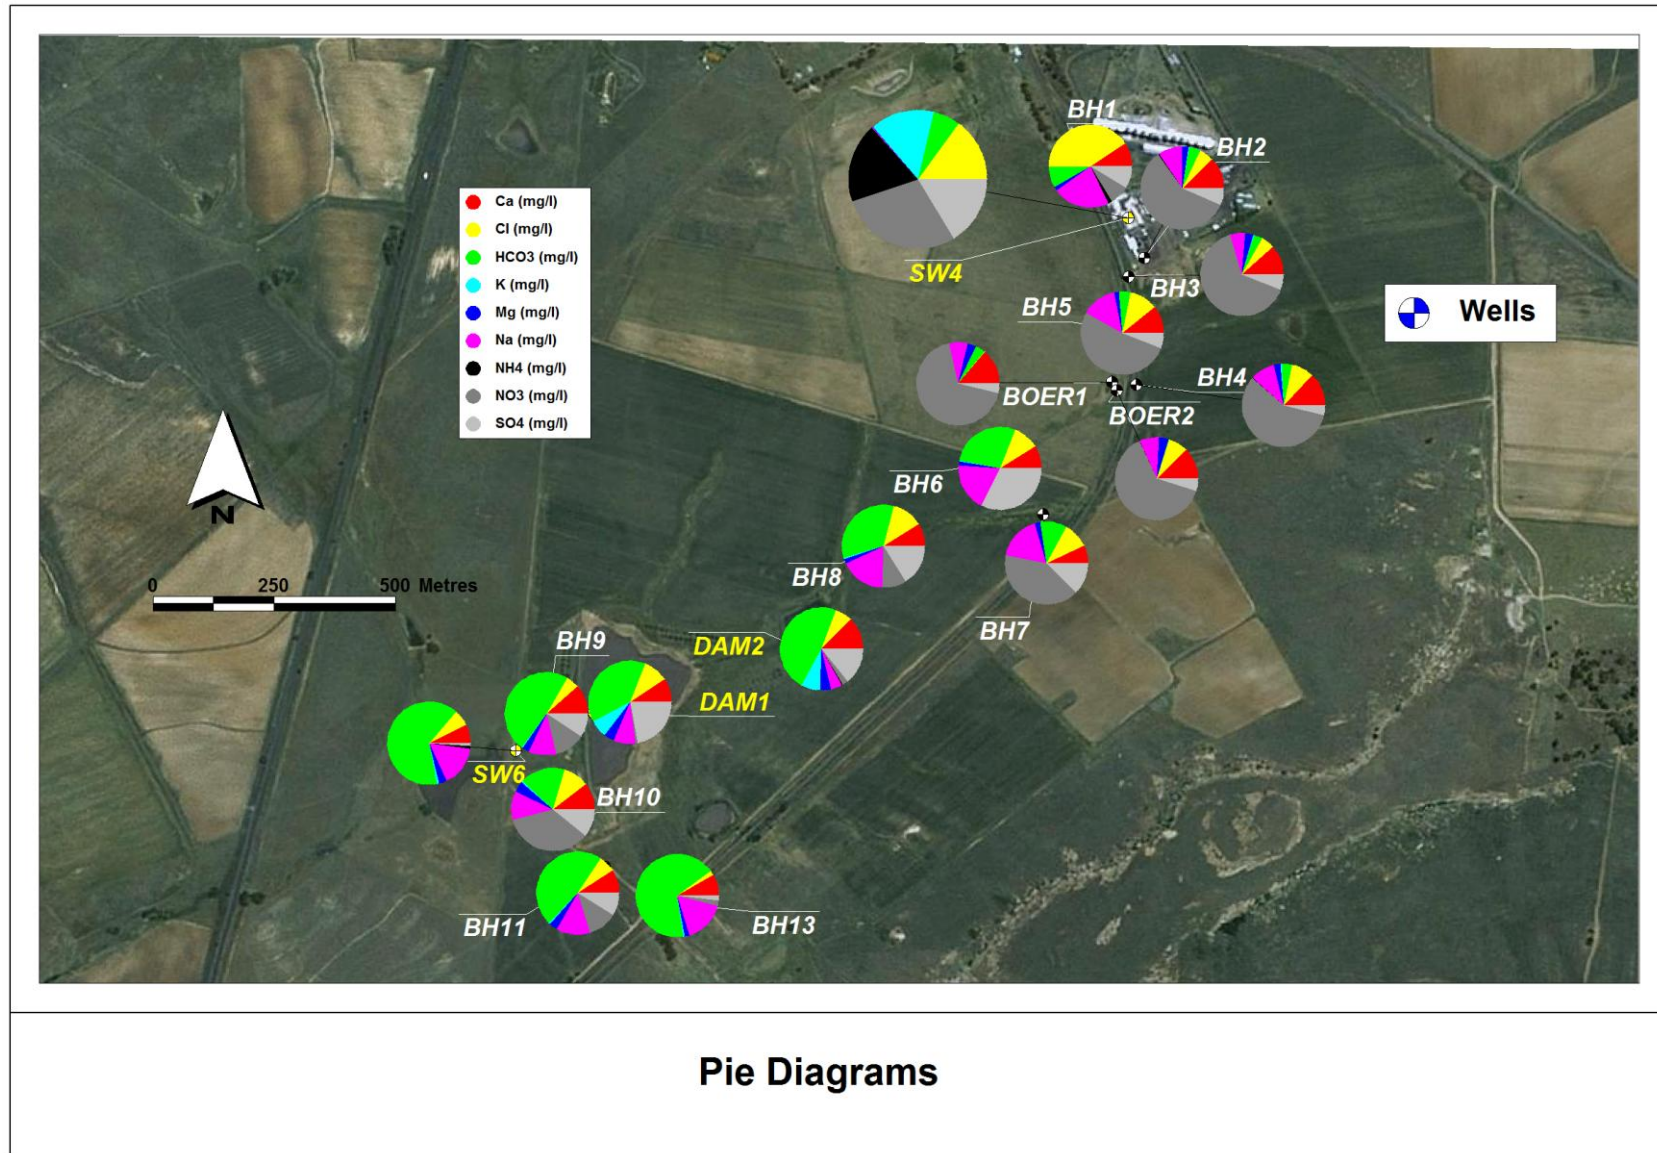 BH1
BH2
Ca (mg/l)
Cl (mg/l)
HCO3 (mg/l)
K (mg/l)
Mg (mg/l)
Na (mg/l)
NH4 (mg/l)
NO3 (mg/l)
SO4 (mg/l)
SW4
BH3
BH5
Wells
BH4
BOER1
BOER2
BH6
N
BH8
0 250 500 Metres
BH7
DAM2
BH9
DAM1
SW6
BH10
BH11
BH13
Pie Diagrams